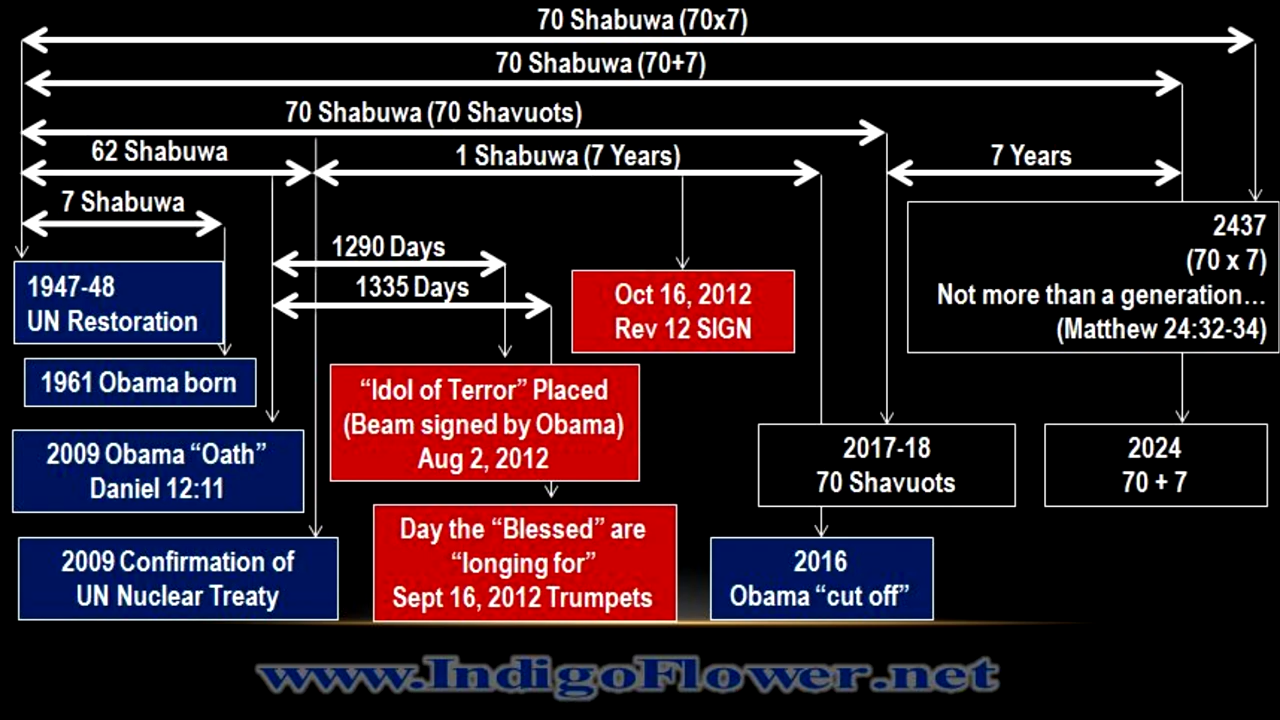 70 Shabuwa (70x7)
70 Shabuwa (70+7)
70 Shabuwa (70 Shavuots)
62 Shabuwa
1 Shabuwa (7 Years)
7 Years
7 Shabuwa
1290 Days
1335 Days
1947-48
UN Restoration
1961 Obama born
2009 Obama “Oath”
Daniel 12:11
2009 Confirmation of
UN Nuclear Treaty
“Idol of Terror” Placed
(Beam signed by Obama)
Aug 2, 2012
Day the “Blessed” are
“longing for”
Sept 16, 2012 Trumpets
Oct 16, 2012
Rev 12 SIGN
2016
Obama “cut off”
2017-18
70 Shavuots
2437
(70 x 7)
Not more than a generation…
(Matthew 24:32-34)
2024
70 + 7
www.IndigoFlower.net